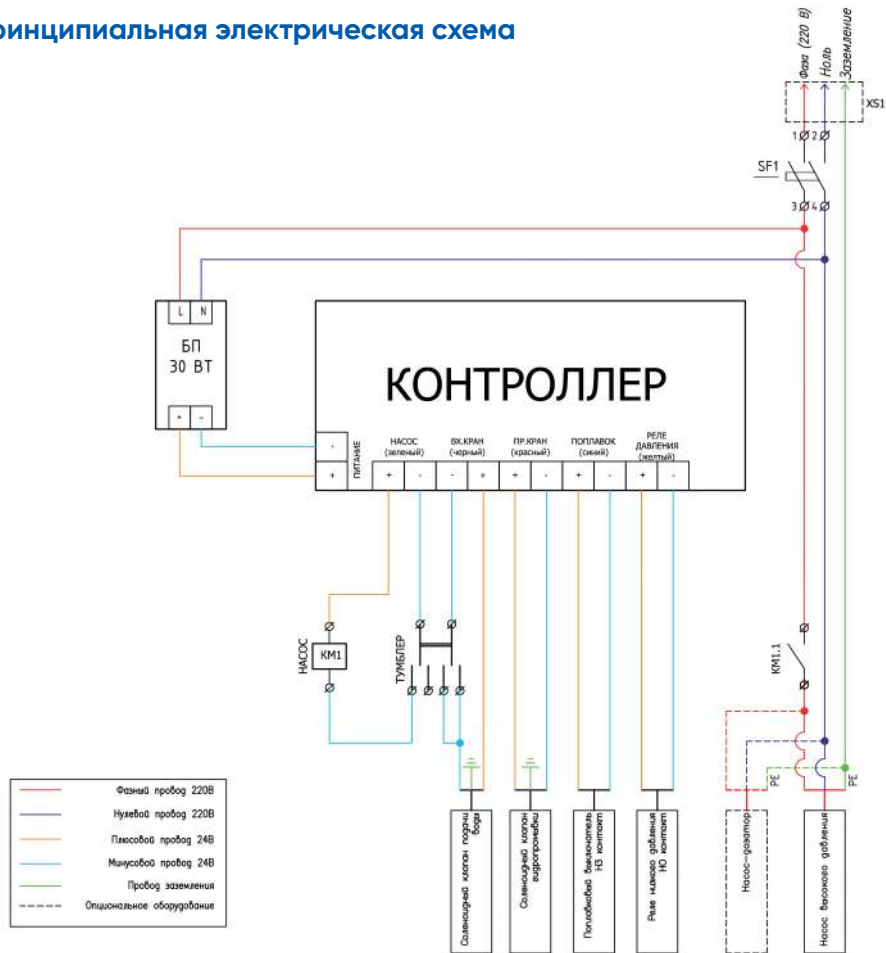 ринципиальная электрическая схема
Фаза (220 В)
Ноль
Заземление
XS1
1 2
SF1
3 4
L N
БП
30 ВТ
+ -
КОНТРОЛЛЕР
- 
+
ПИТАНИЕ
НАСОС
(зеленый)
ВХ.КРАН
(черный)
ПР.КРАН
(красный)
ПОПЛАВОК
(синий)
РЕЛЕ
ДАВЛЕНИЯ
(желтый)
+ - - + + - + - + -
НАСОС
КМ1
ТУМБЛЕР
КМ1.1
PE
PE
Фазный провод 220В
Нулевой провод 220В
Плюсовой провод 24В
Минусовой провод 24В
Провод заземления
Опциональное оборудование
Соленоидный клапан подачи
воды
Соленоидный клапан
гидропромывки
Поплавковый выключатель
НЗ контакт
Реле низкого давления
НО контакт
Насос-дозатор
Насос высокого давления